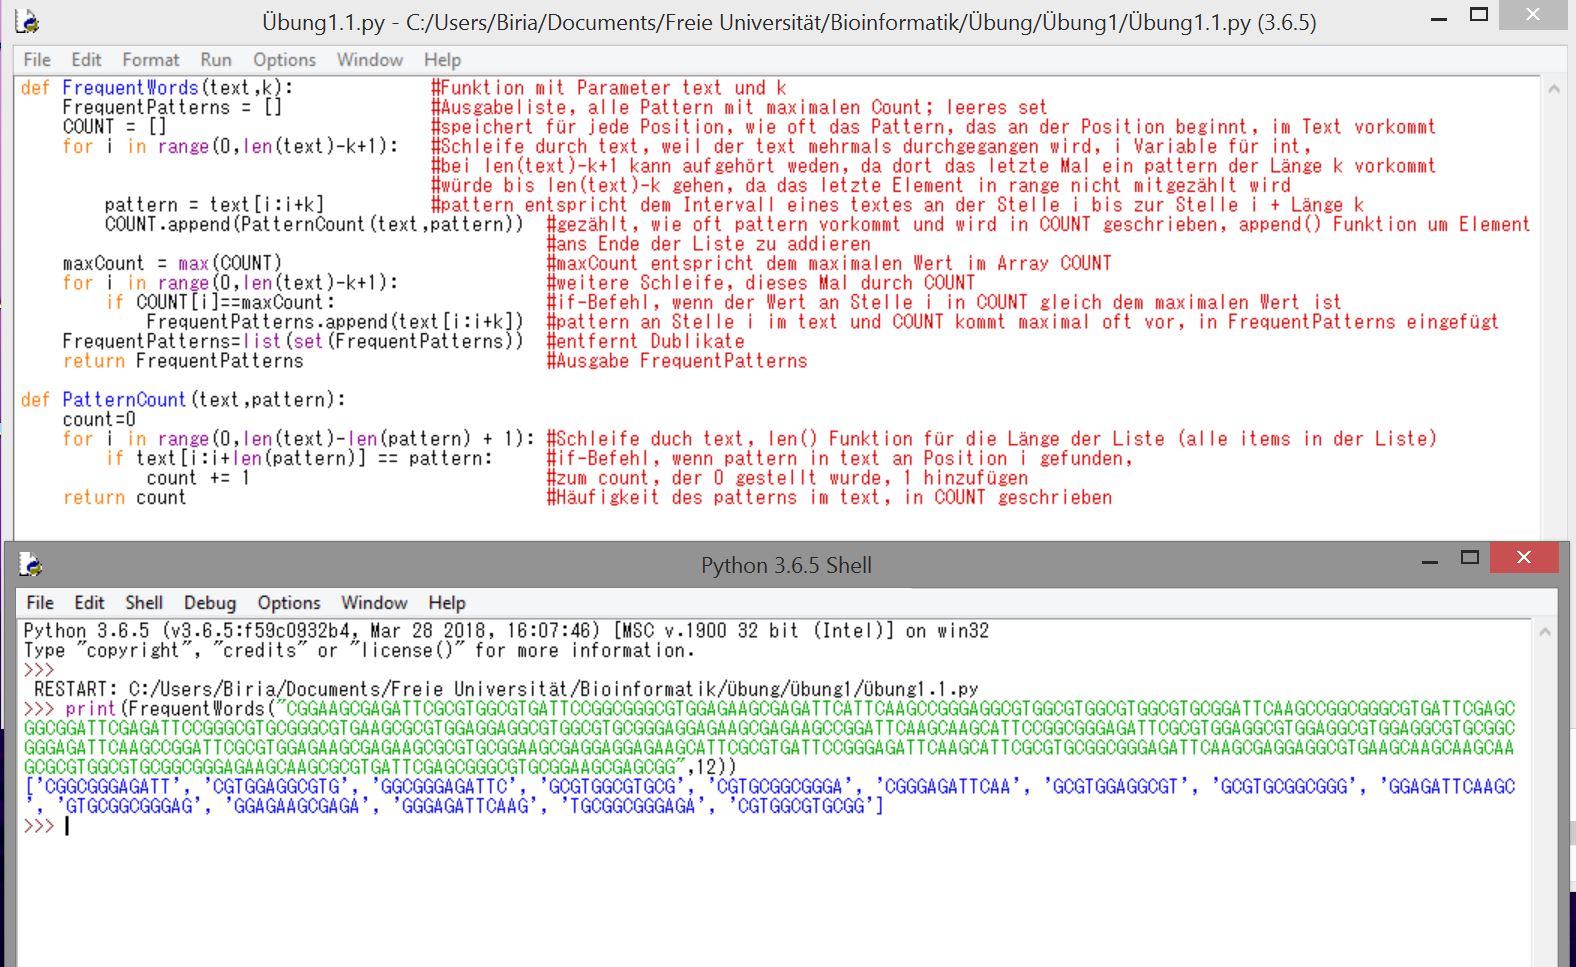 Übung1.1.py - C:/Users/Biria/Documents/Freie Universität/Bioinformatik/Übung/Übung1/Übung1.1.py (3.6.5)
File Edit Format Run Options Window Help
def FrequentWords(text,k): #Funktion mit Parameter text und k
FrequentPatterns = [] #Ausgabeliste, alle Pattern mit maximalen Count; leeres set
COUNT = [] #speichert für jede Position, wie oft das Pattern, das an der Position beginnt, im Text vorkommt
for i in range(0,len(text)-k+1): #Schleife durch text, weil der text mehrmals durchgegangen wird, i Variable für int,
#bei len(text)-k+1 kann aufgehört weden, da dort das letzte Mal ein pattern der Länge k vorkommt
#würde bis len(text)-k gehen, da das letzte Element in range nicht mitgezählt wird
pattern = text[i:i+k] #pattern entspricht dem Intervall eines textes an der Stelle i bis zur Stelle i + Länge k
COUNT.append(PatternCount(text,pattern)) #gezählt, wie oft pattern vorkommt und wird in COUNT geschrieben, append() Funktion um Element
#ans Ende der Liste zu addieren
maxCount = max(COUNT) #maxCount entspricht dem maximalen Wert im Array COUNT
for i in range(0,len(text)-k+1): #weitere Schleife, dieses Mal durch COUNT
if COUNT[i]==maxCount: #if-Befehl, wenn der Wert an Stelle i in COUNT gleich dem maximalen Wert ist
FrequentPatterns.append(text[i:i+k]) #pattern an Stelle i im text und COUNT kommt maximal oft vor, in FrequentPatterns eingefügt
FrequentPatterns=list(set(FrequentPatterns)) #entfernt Dublikate
return FrequentPatterns #Ausgabe FrequentPatterns
def PatternCount(text,pattern):
count=0
for i in range(0,len(text)-len(pattern) + 1): #Schleife duch text, len() Funktion für die Länge der Liste (alle items in der Liste)
if text[i:i+len(pattern)] == pattern: #if-Befehl, wenn pattern in text an Position i gefunden,
count += 1 #zum count, der 0 gestellt wurde, 1 hinzufügen
return count #Häufigkeit des patterns im text, in COUNT geschrieben
Python 3.6.5 Shell
File Edit Shell Debug Options Window Help
Python 3.6.5 (v3.6.5:f59c0932b4, Mar 28 2018, 16:07:46) [MSC v.1900 32 bit (Intel)] on win32
Type "copyright", "credits" or "license()" for more information.
>>>
RESTART: C:/Users/Biria/Documents/Freie Universität/Bioinformatik/Übung/Übung1/Übung1.1.py
>>> print(FrequentWords("CGGAAGCGAGATTCGCGTGGCGTGATTCCGGCGGGCGTGGAGAAGCGAGATTCATTCAAGCCGGGAGGCGTGGCGTGGCGTGGCGTGCGGATTCAAGCCGGCGGGCGTGATTCGAGC
GGCGGATTCGAGATTCCGGGCGTGCGGGCGTGAAGCGCGTGGAGGAGGCGTGGCGTGCGGGAGGAGAAGCGAGAAGCCGGATTCAAGCAAGCATTCCGGCGGGAGATTCGCGTGGAGGCGTGGAGGCGTGGAGGCGTGCGGC
GGGAGATTCAAGCCGGATTCGCGTGGAGAAGCGAGAAGCGCGTGCGGAAGCGAGGAGGAGAAGCATTCGCGTGATTCCGGGAGATTCAAGCATTCGCGTGCGGCGGGAGATTCAAGCGAGGAGGCGTGAAGCAAGCAAGCAA
GCGCGTGGCGTGCGGCGGGAGAAGCAAGCGCGTGATTCGAGCGGGCGTGCGGAAGCGAGCGG",12))
['CGGCGGGAGATT', 'CGTGGAGGCGTG', 'GGCGGGAGATTC', 'GCGTGGCGTGCG', 'CGTGCGGCGGGA', 'CGGGAGATTCAA', 'GCGTGGAGGCGT', 'GCGTGCGGCGGG', 'GGAGATTCAAGC
', 'GTGCGGCGGGAG', 'GGAGAAGCGAGA', 'GGGAGATTCAAG', 'TGCGGCGGGAGA', 'CGTGGCGTGCGG']
>>>